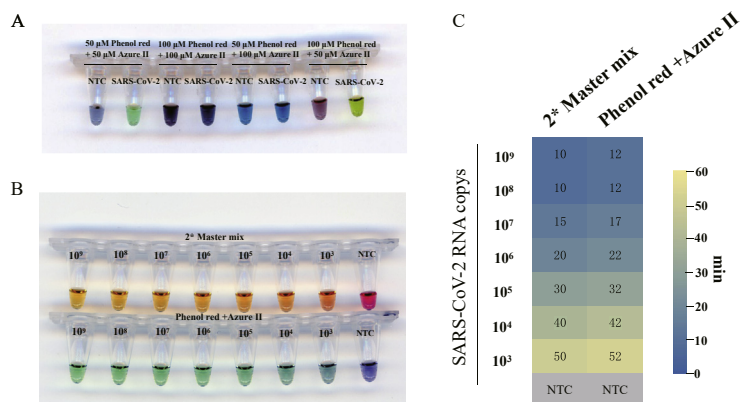 A
50 µM Phenol red 100 µM Phenol red 50 µM Phenol red 100 µM Phenol red
+ 50 µM Azure II + 100 µM Azure II + 100 µM Azure II + 50 µM Azure II
NTC SARS-CoV-2 NTC SARS-CoV-2 NTC SARS-CoV-2 NTC SARS-CoV-2
B
2* Master mix
10⁹ 10⁸ 10⁷ 10⁶ 10⁵ 10⁴ 10³ NTC
Phenol red +Azure II
10⁹ 10⁸ 10⁷ 10⁶ 10⁵ 10⁴ 10³ NTC
C
2* Master mix
Phenol red +Azure II
SARS-CoV-2 RNA copys
10⁹ 10 12
10⁸ 10 12
10⁷ 15 17
10⁶ 20 22
10⁵ 30 32
10⁴ 40 42
10³ 50 52
NTC NTC
60
50
40
30
20
10
0
min